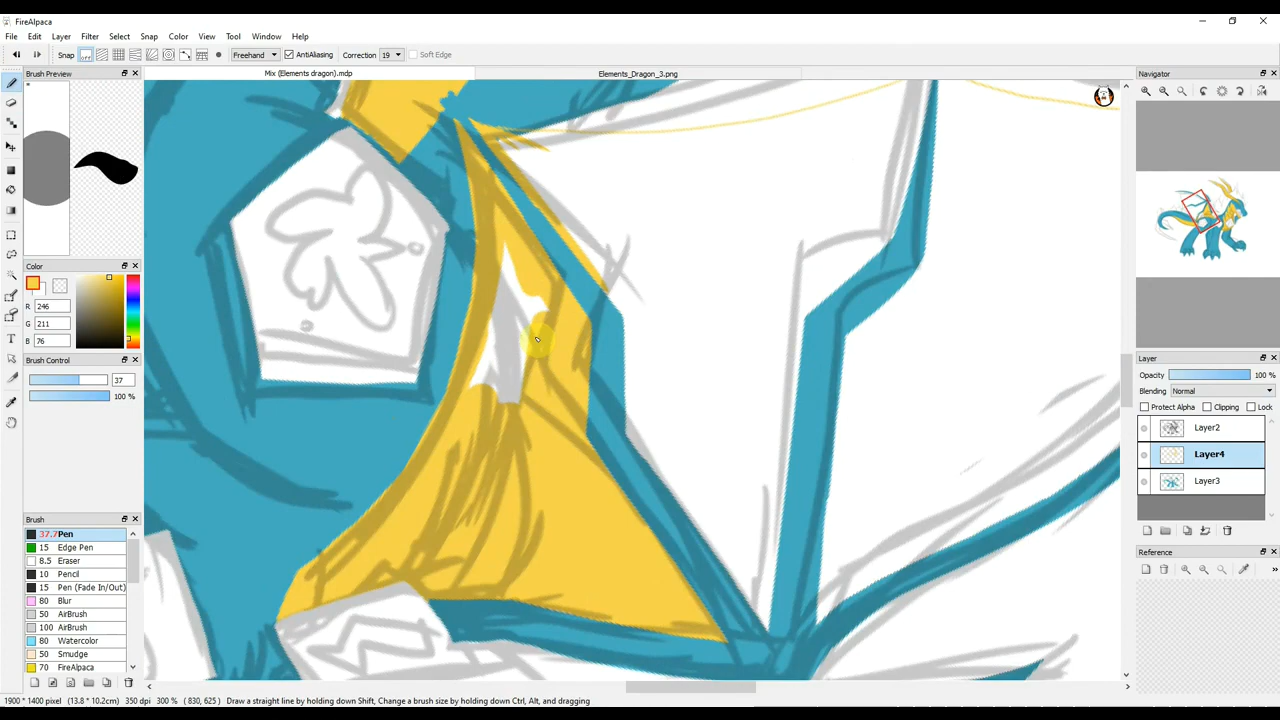 FireAlpaca
File Edit Layer Filter Select Snap Color View Tool Window Help
Snap OFF Freehand AntiAliasing Correction 19 Soft Edge
Brush Preview
Mix (Elements dragon).mdp
Elements_Dragon_3.png
Navigator
Color
R 246
G 211
B 76
Brush Control
37
100 %
Brush
37.7 Pen
15 Edge Pen
8.5 Eraser
10 Pencil
15 Pen (Fade In/Out)
80 Blur
50 AirBrush
100 AirBrush
80 Watercolor
50 Smudge
70 FireAlpaca
Layer
Opacity 100 %
Blending Normal
Protect Alpha Clipping Lock
Layer2
Layer4
Layer3
Reference
1900 * 1400 pixel (13.8 * 10.2cm) 350 dpi 300 % ( 830, 625 ) Draw a straight line by holding down Shift, Change a brush size by holding down Ctrl, Alt, and dragging